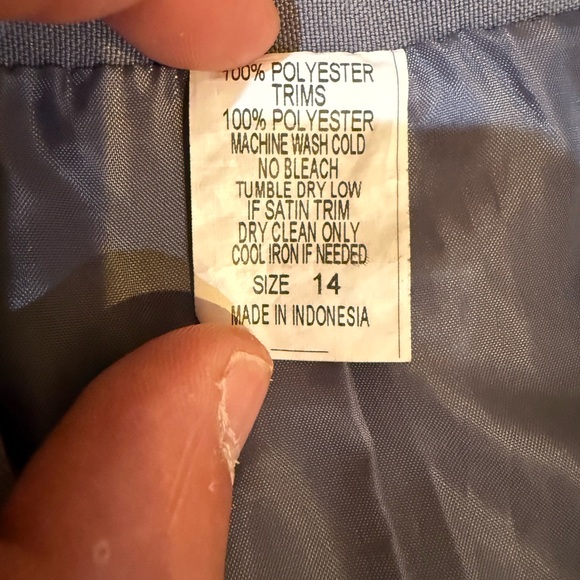 100% POLYESTER
TRIMS
100% POLYESTER
MACHINE WASH COLD
NO BLEACH
TUMBLE DRY LOW
IF SATIN TRIM
DRY CLEAN ONLY
COOL IRON IF NEEDED
SIZE 14
MADE IN INDONESIA